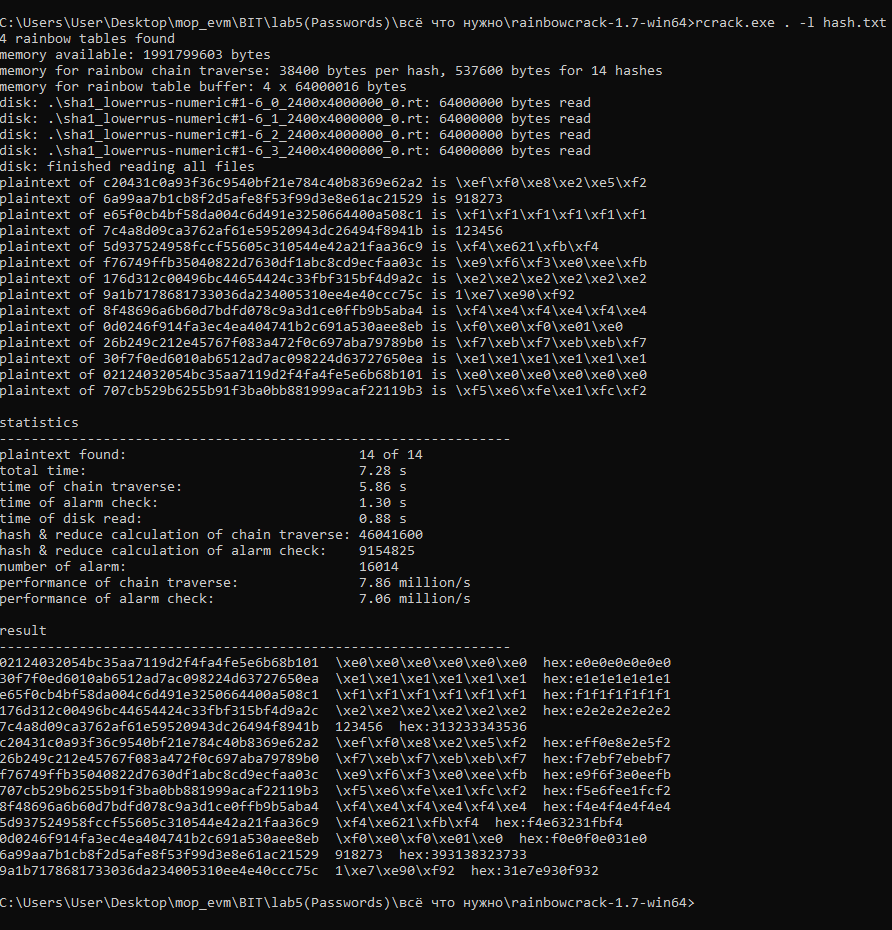 C:\Users\User\Desktop\mop_evm\BIT\lab5(Passwords)\всё что нужно\rainbowcrack-1.7-win64>rcrack.exe . -l hash.txt
4 rainbow tables found
memory available: 1991799603 bytes
memory for rainbow chain traverse: 38400 bytes per hash, 537600 bytes for 14 hashes
memory for rainbow table buffer: 4 x 64000016 bytes
disk: .\sha1_lowerrus-numeric#1-6_0_2400x4000000_0.rt: 64000000 bytes read
disk: .\sha1_lowerrus-numeric#1-6_1_2400x4000000_0.rt: 64000000 bytes read
disk: .\sha1_lowerrus-numeric#1-6_2_2400x4000000_0.rt: 64000000 bytes read
disk: .\sha1_lowerrus-numeric#1-6_3_2400x4000000_0.rt: 64000000 bytes read
disk: finished reading all files
plaintext of c20431c0a93f36c9540bf21e784c40b8369e62a2 is \xef\xf0\xe8\xe2\xe5\xf2
plaintext of 6a99aa7b1cb8f2d5afe8f53f99d3e8e61ac21529 is 918273
plaintext of e65f0cb4bf58da004c6d491e3250664400a508c1 is \xf1\xf1\xf1\xf1\xf1\xf1
plaintext of 7c4a8d09ca3762af61e59520943dc26494f8941b is 123456
plaintext of 5d937524958fccf55605c310544e42a21faa36c9 is \xf4\xe621\xfb\xf4
plaintext of f76749ffb35040822d7630df1abc8cd9ecfaa03c is \xe9\xf6\xf3\xe0\xee\xfb
plaintext of 176d312c00496bc44654424c33fbf315bf4d9a2c is \xe2\xe2\xe2\xe2\xe2\xe2
plaintext of 9a1b7178681733036da234005310ee4e40ccc75c is 1\xe7\xe90\xf92
plaintext of 8f48696a6b60d7bdfd078c9a3d1ce0ffb9b5aba4 is \xf4\xe4\xf4\xe4\xf4\xe4
plaintext of 0d0246f914fa3ec4ea404741b2c691a530aee8eb is \xf0\xe0\xf0\xe01\xe0
plaintext of 26b249c212e45767f083a472f0c697aba79789b0 is \xf7\xeb\xf7\xeb\xeb\xf7
plaintext of 30f7f0ed6010ab6512ad7ac098224d63727650ea is \xe1\xe1\xe1\xe1\xe1\xe1
plaintext of 02124032054bc35aa7119d2f4fa4fe5e6b68b101 is \xe0\xe0\xe0\xe0\xe0\xe0
plaintext of 707cb529b6255b91f3ba0bb881999acaf22119b3 is \xf5\xe6\xfe\xe1\xfc\xf2
statistics
----------------------------------------------------------------
plaintext found: 14 of 14
total time: 7.28 s
time of chain traverse: 5.86 s
time of alarm check: 1.30 s
time of disk read: 0.88 s
hash & reduce calculation of chain traverse: 46041600
hash & reduce calculation of alarm check: 9154825
number of alarm: 16014
performance of chain traverse: 7.86 million/s
performance of alarm check: 7.06 million/s
result
----------------------------------------------------------------
02124032054bc35aa7119d2f4fa4fe5e6b68b101 \xe0\xe0\xe0\xe0\xe0\xe0 hex:e0e0e0e0e0e0
30f7f0ed6010ab6512ad7ac098224d63727650ea \xe1\xe1\xe1\xe1\xe1\xe1 hex:e1e1e1e1e1e1
e65f0cb4bf58da004c6d491e3250664400a508c1 \xf1\xf1\xf1\xf1\xf1\xf1 hex:f1f1f1f1f1f1
176d312c00496bc44654424c33fbf315bf4d9a2c \xe2\xe2\xe2\xe2\xe2\xe2 hex:e2e2e2e2e2e2
7c4a8d09ca3762af61e59520943dc26494f8941b 123456 hex:313233343536
c20431c0a93f36c9540bf21e784c40b8369e62a2 \xef\xf0\xe8\xe2\xe5\xf2 hex:eff0e8e2e5f2
26b249c212e45767f083a472f0c697aba79789b0 \xf7\xeb\xf7\xeb\xeb\xf7 hex:f7ebf7ebebf7
f76749ffb35040822d7630df1abc8cd9ecfaa03c \xe9\xf6\xf3\xe0\xee\xfb hex:e9f6f3e0eefb
707cb529b6255b91f3ba0bb881999acaf22119b3 \xf5\xe6\xfe\xe1\xfc\xf2 hex:f5e6fee1fcf2
8f48696a6b60d7bdfd078c9a3d1ce0ffb9b5aba4 \xf4\xe4\xf4\xe4\xf4\xe4 hex:f4e4f4e4f4e4
5d937524958fccf55605c310544e42a21faa36c9 \xf4\xe621\xfb\xf4 hex:f4e63231fbf4
0d0246f914fa3ec4ea404741b2c691a530aee8eb \xf0\xe0\xf0\xe01\xe0 hex:f0e0f0e031e0
6a99aa7b1cb8f2d5afe8f53f99d3e8e61ac21529 918273 hex:393138323733
9a1b7178681733036da234005310ee4e40ccc75c 1\xe7\xe90\xf92 hex:31e7e930f932
C:\Users\User\Desktop\mop_evm\BIT\lab5(Passwords)\всё что нужно\rainbowcrack-1.7-win64>